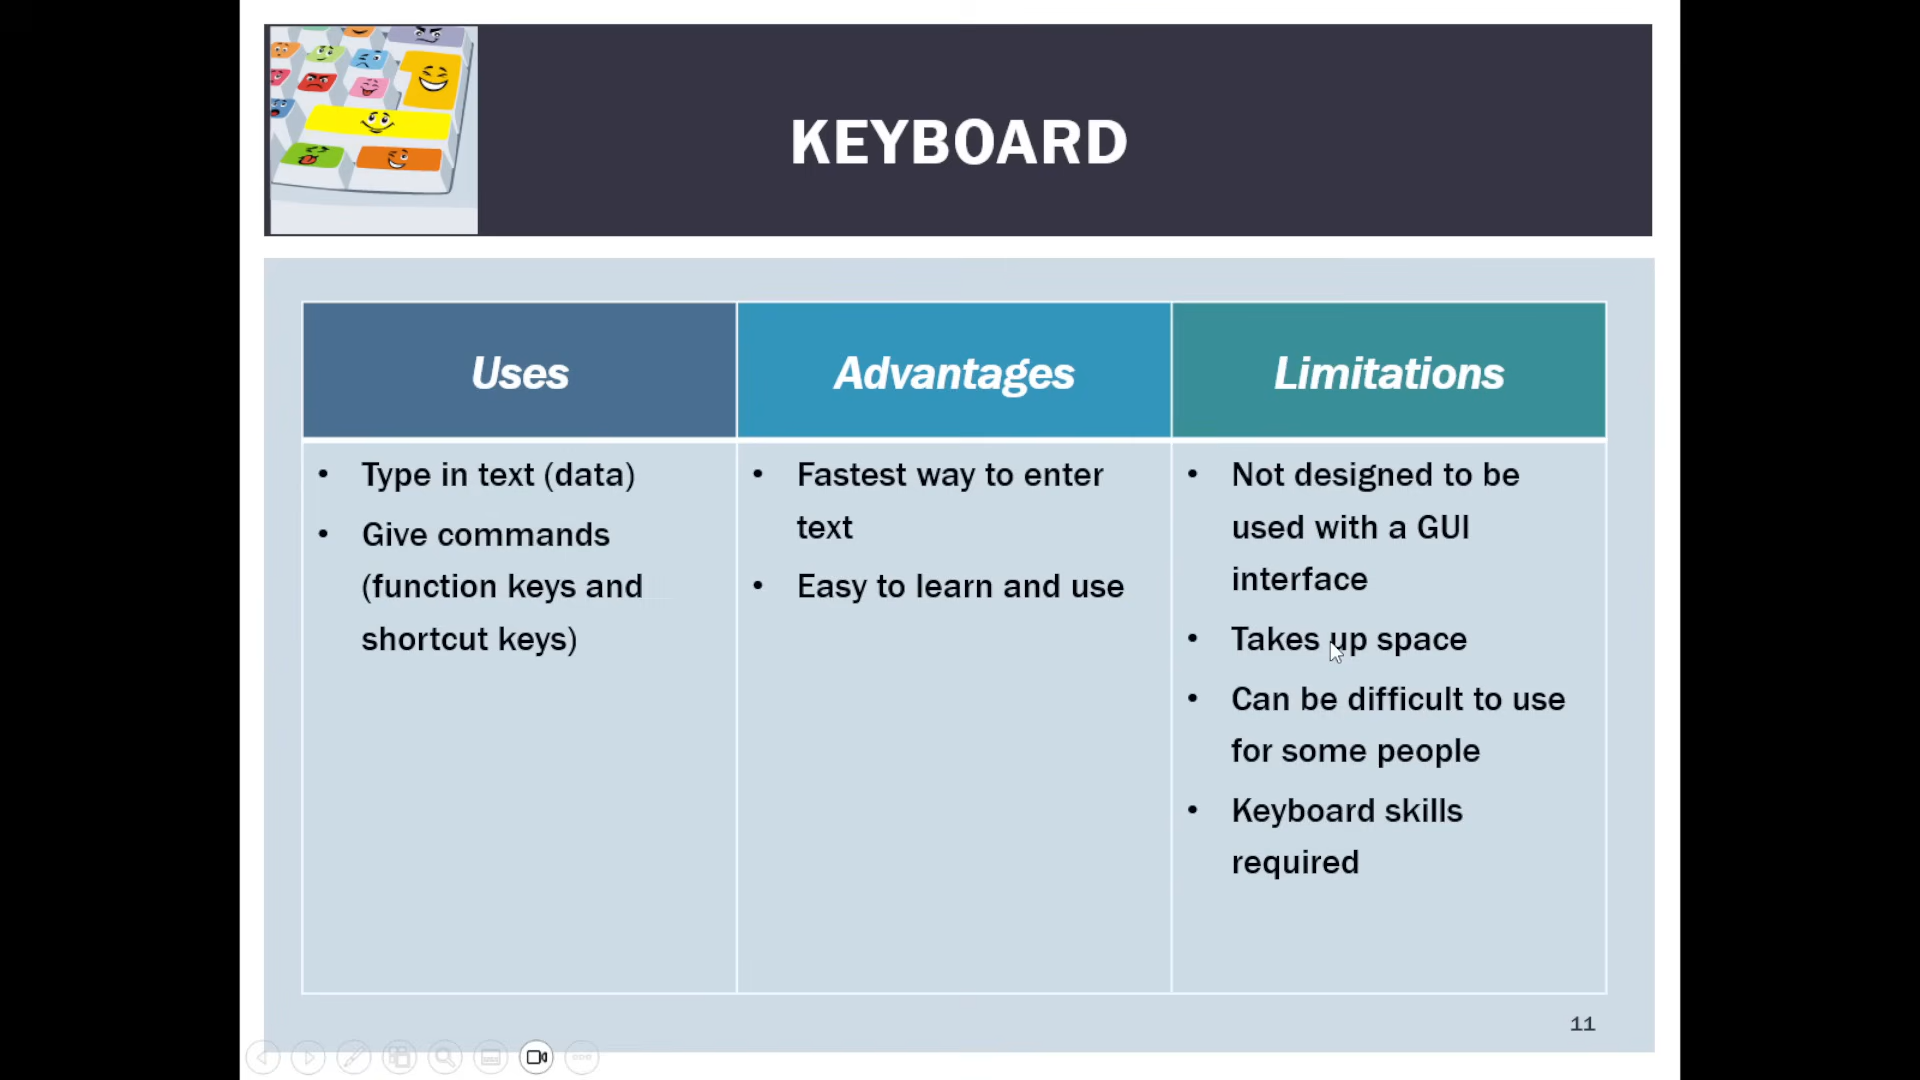 KEYBOARD
Uses
Advantages
Limitations
• Type in text (data)
• Give commands
(function keys and
shortcut keys)
• Fastest way to enter
text
• Easy to learn and use
• Not designed to be
used with a GUI
interface
• Takes up space
• Can be difficult to use
for some people
• Keyboard skills
required
11